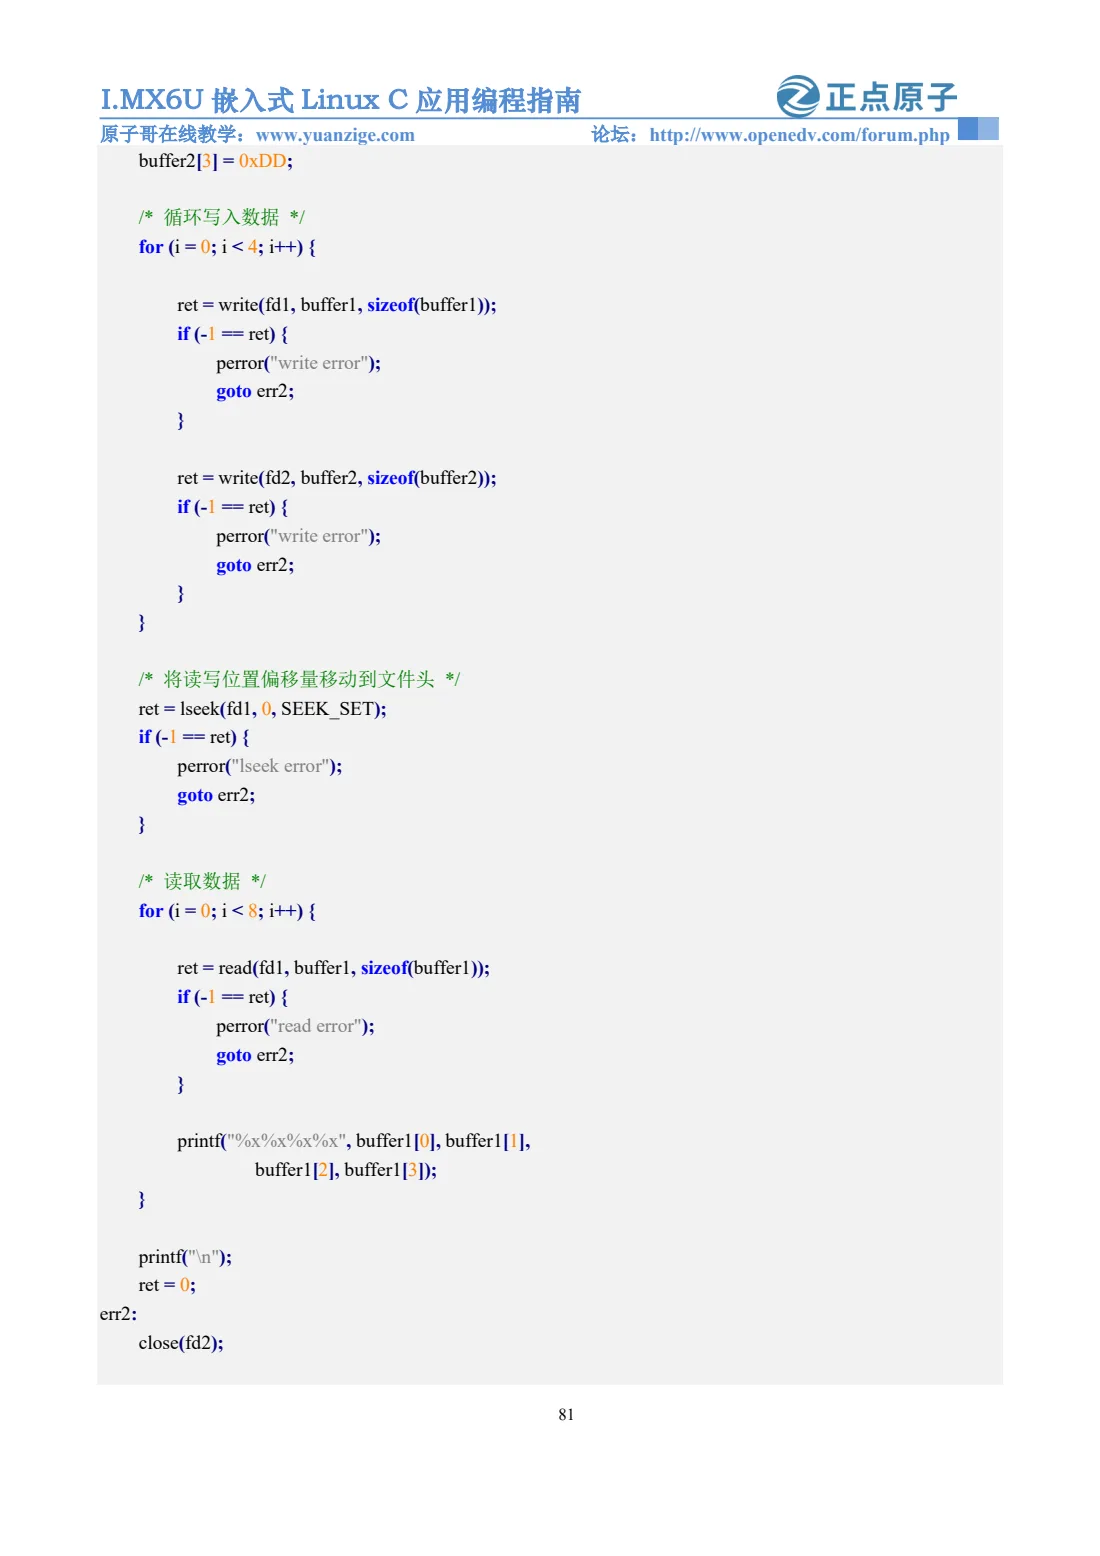 I.MX6U 嵌入式 Linux C 应用编程指南
正点原子
原子哥在线教学：www.yuanzige.com 论坛：http://www.openedv.com/forum.php
buffer2[3] = 0xDD;
/* 循环写入数据 */
for (i = 0; i < 4; i++) {
ret = write(fd1, buffer1, sizeof(buffer1));
if (-1 == ret) {
perror("write error");
goto err2;
}
ret = write(fd2, buffer2, sizeof(buffer2));
if (-1 == ret) {
perror("write error");
goto err2;
}
}
/* 将读写位置偏移量移动到文件头 */
ret = lseek(fd1, 0, SEEK_SET);
if (-1 == ret) {
perror("lseek error");
goto err2;
}
/* 读取数据 */
for (i = 0; i < 8; i++) {
ret = read(fd1, buffer1, sizeof(buffer1));
if (-1 == ret) {
perror("read error");
goto err2;
}
printf("%x%x%x%x", buffer1[0], buffer1[1],
buffer1[2], buffer1[3]);
}
printf("\n");
ret = 0;
err2:
close(fd2);
81